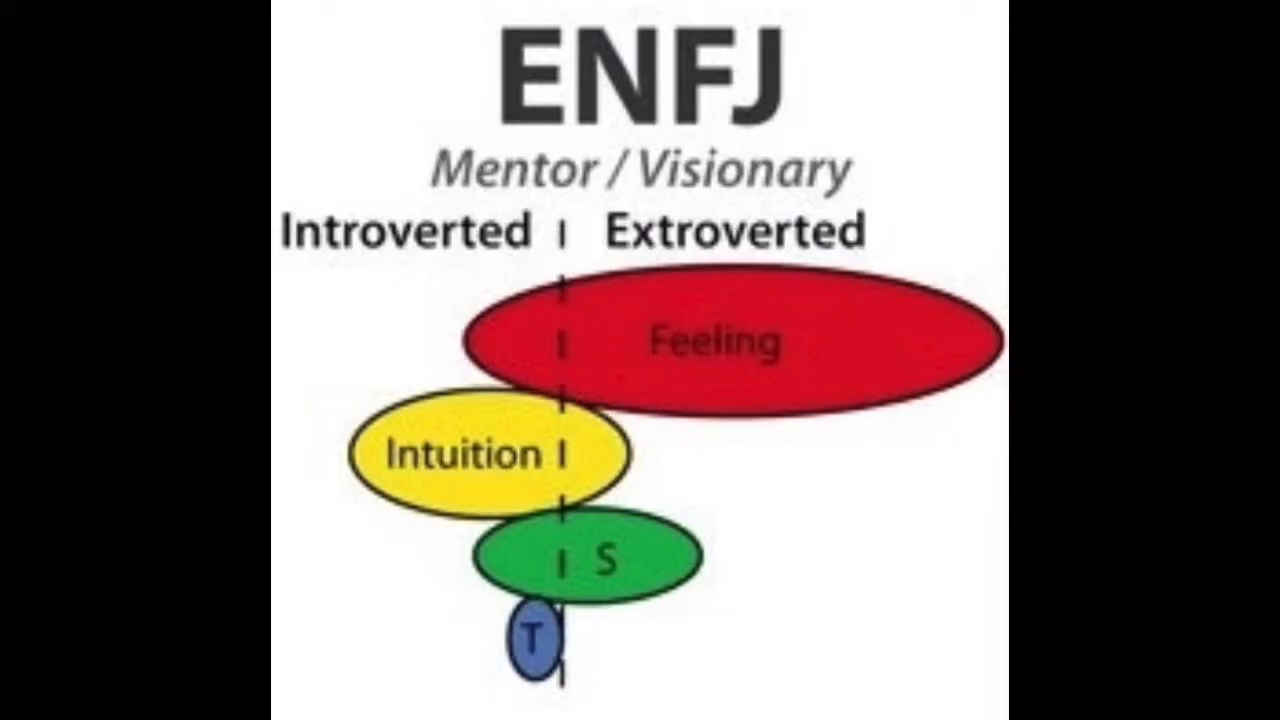 ENFJ
Mentor / Visionary
Introverted Extroverted
Feeling
Intuition
S
T